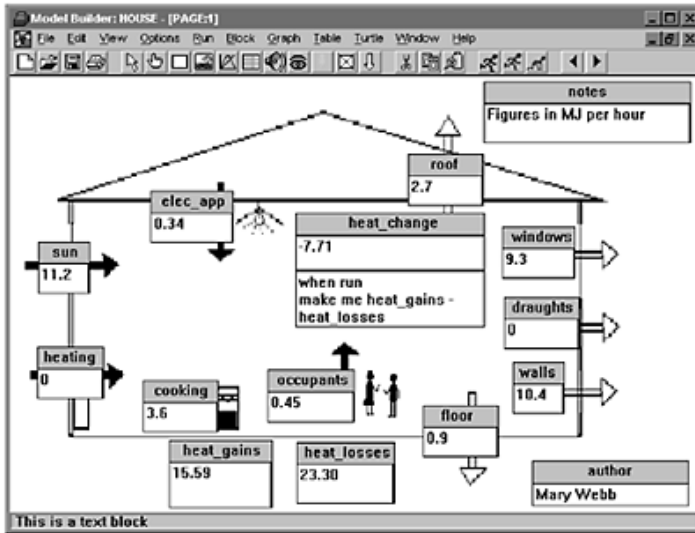 Model Builder: HOUSE - [PAGE:1]
File Edit View Options Run Block Graph Table Turtle Window Help
notes
Figures in MJ per hour
roof
2.7
elec_app
0.34
heat_change
-7.71
when run
make me heat_gains -
heat_losses
windows
9.3
sun
11.2
draughts
0
heating
0
walls
10.4
cooking
3.6
occupants
0.45
floor
0.9
heat_gains
15.59
heat_losses
23.30
author
Mary Webb
This is a text block